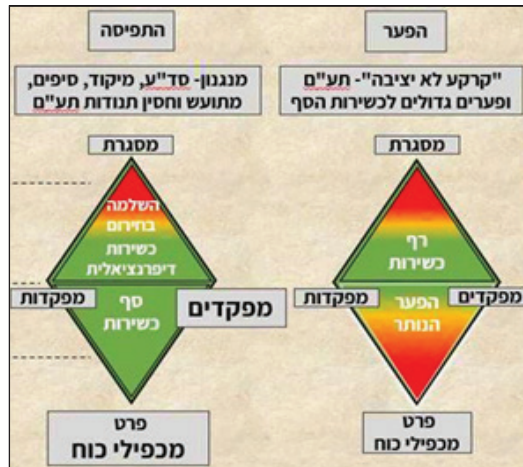 הפער
"קרקע לא יציבה"- תע"ם
ופערים גדולים לכשירות הסף
מסגרת
רף
כשירות
מפקדים
מפקדות
הפער
הנותר
פרט
מכפילי כוח
התפיסה
מנגנון- סד"ע, מיקוד, סיפים,
מתועש וחסין תנודות תע"ם
מסגרת
השלמה
בחירום
כשירות
דיפרנציאלית
מפקדים
מפקדות
סף
כשירות
פרט
מכפילי כוח